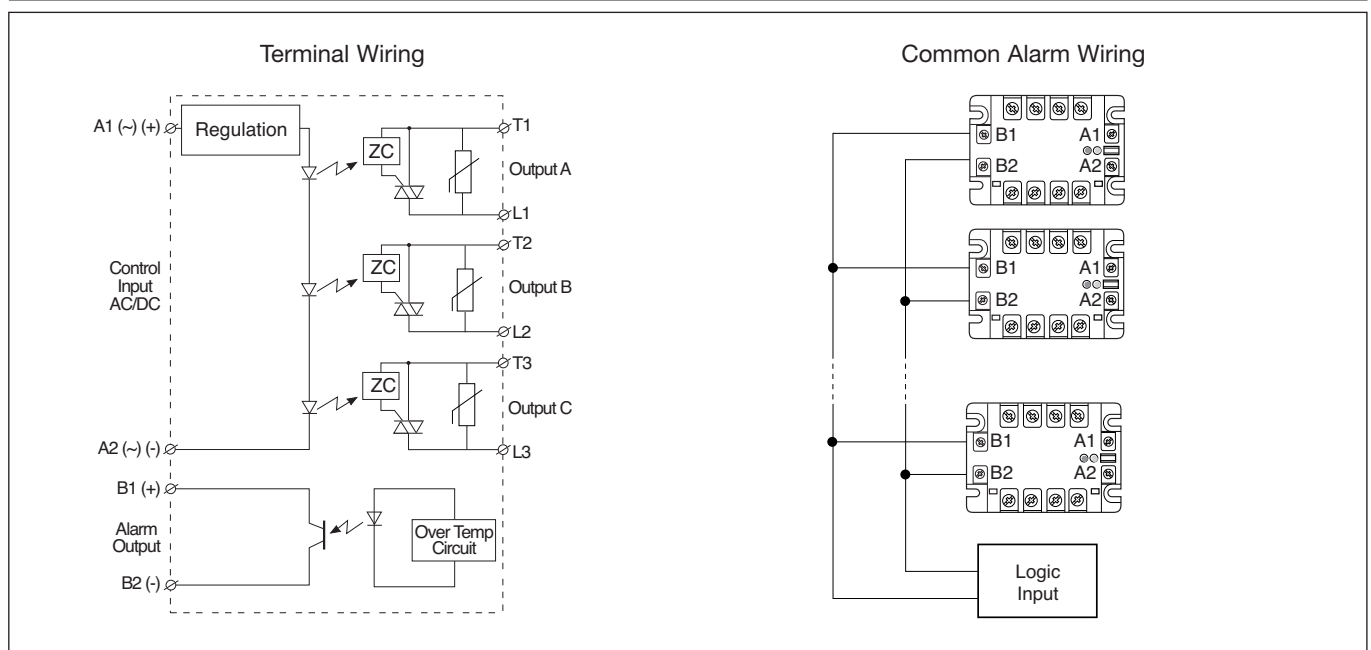 Terminal Wiring
A1 (~) (+)
Regulation
ZC
T1
Output A
L1
T2
ZC
Output B
L2
Control
Input
AC/DC
T3
ZC
Output C
L3
A2 (~) (-)
B1 (+)
Alarm
Output
Over Temp
Circuit
B2 (-)
Common Alarm Wiring
B1 A1
B2 A2
B1 A1
B2 A2
B1 A1
B2 A2
Logic
Input